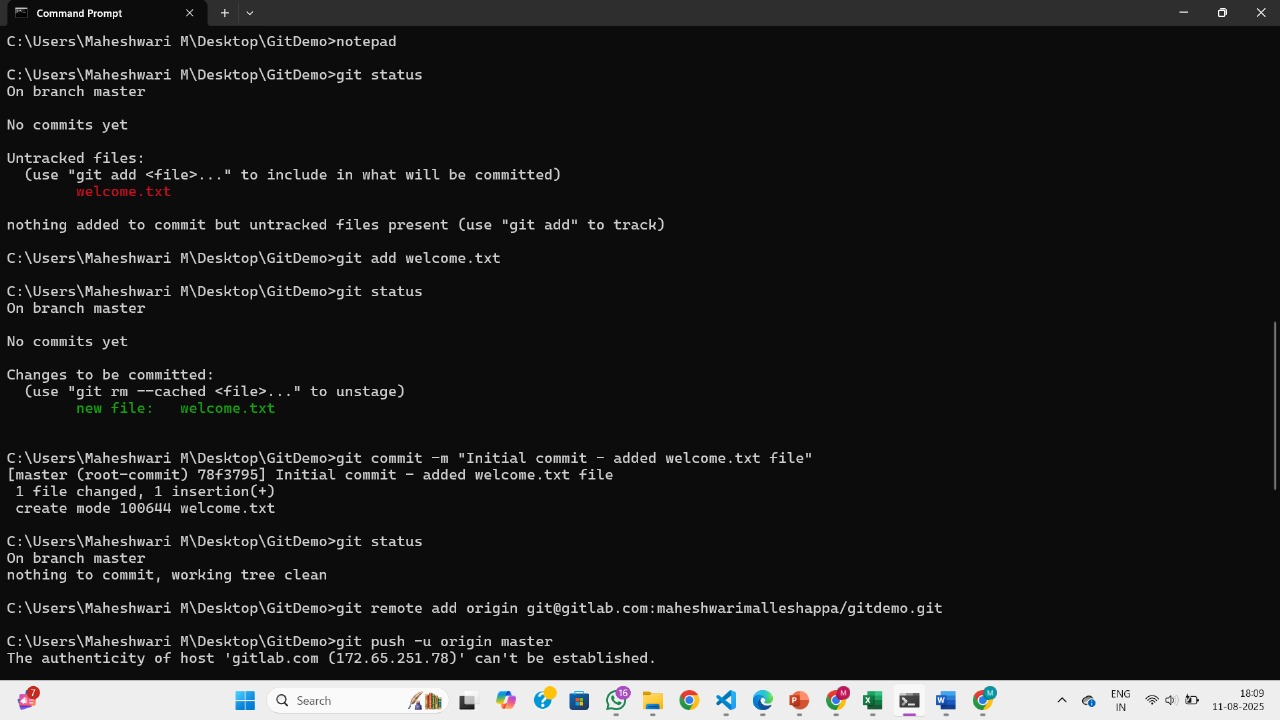 Command Prompt
C:\Users\Maheshwari M\Desktop\GitDemo>notepad
C:\Users\Maheshwari M\Desktop\GitDemo>git status
On branch master
No commits yet
Untracked files:
(use "git add <file>..." to include in what will be committed)
welcome.txt
nothing added to commit but untracked files present (use "git add" to track)
C:\Users\Maheshwari M\Desktop\GitDemo>git add welcome.txt
C:\Users\Maheshwari M\Desktop\GitDemo>git status
On branch master
No commits yet
Changes to be committed:
(use "git rm --cached <file>..." to unstage)
new file:   welcome.txt
C:\Users\Maheshwari M\Desktop\GitDemo>git commit -m "Initial commit - added welcome.txt file"
[master (root-commit) 78f3795] Initial commit - added welcome.txt file
1 file changed, 1 insertion(+)
create mode 100644 welcome.txt
C:\Users\Maheshwari M\Desktop\GitDemo>git status
On branch master
nothing to commit, working tree clean
C:\Users\Maheshwari M\Desktop\GitDemo>git remote add origin git@gitlab.com:maheshwarimalleshappa/gitdemo.git
C:\Users\Maheshwari M\Desktop\GitDemo>git push -u origin master
The authenticity of host 'gitlab.com (172.65.251.78)' can't be established.
7
Search
16
M
M
ENG
IN
18:09
11-08-2025